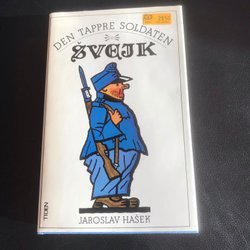 DEN TAPPRE SOLDATEN
ŠVEJK
JAROSLAV HAŠEK
TIDEN